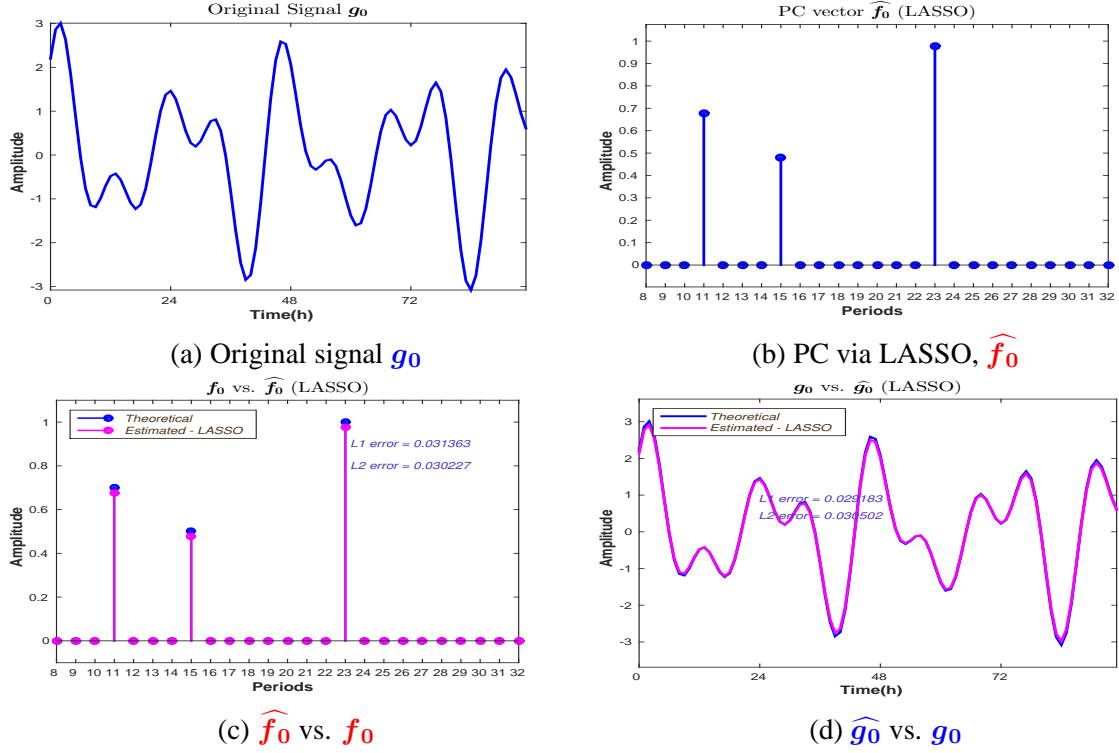 Original Signal g0
3
2
1
0
-1
-2
-3
Amplitude
0 24 48 72
Time(h)
(a) Original signal g0
PC vector f̂0 (LASSO)
1
0.9
0.8
0.7
0.6
0.5
0.4
0.3
0.2
0.1
0
Amplitude
8 9 10 11 12 13 14 15 16 17 18 19 20 21 22 23 24 25 26 27 28 29 30 31 32
Periods
(b) PC via LASSO, f̂0
f0 vs. f̂0 (LASSO)
Theoretical
Estimated - LASSO
L1 error = 0.031363
L2 error = 0.030227
1
0.8
0.6
0.4
0.2
0
Amplitude
8 9 10 11 12 13 14 15 16 17 18 19 20 21 22 23 24 25 26 27 28 29 30 31 32
Periods
(c) f̂0 vs. f0
g0 vs. ĝ0 (LASSO)
Theoretical
Estimated - LASSO
L1 error = 0.029183
L2 error = 0.030502
3
2
1
0
-1
-2
-3
Amplitude
0 24 48 72
Time(h)
(d) ĝ0 vs. g0